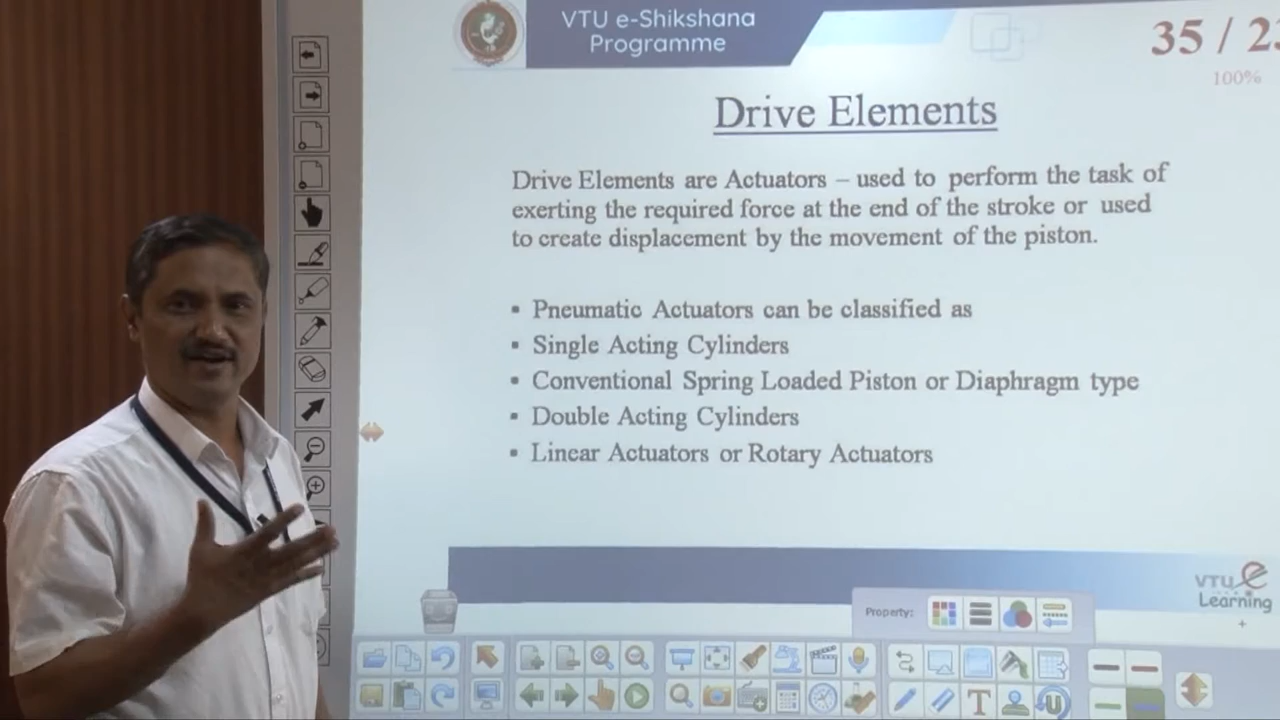 VTU e-Shikshana
Programme
35 / 23
100%
Drive Elements
Drive Elements are Actuators – used to perform the task of
exerting the required force at the end of the stroke or used
to create displacement by the movement of the piston.
▪ Pneumatic Actuators can be classified as
▪ Single Acting Cylinders
▪ Conventional Spring Loaded Piston or Diaphragm type
▪ Double Acting Cylinders
▪ Linear Actuators or Rotary Actuators
VTU e
Learning
Property: